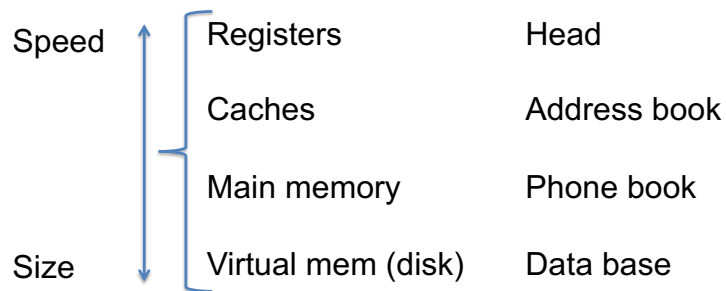 Speed Registers Head
Caches Address book
Main memory Phone book
Size Virtual mem (disk) Data base